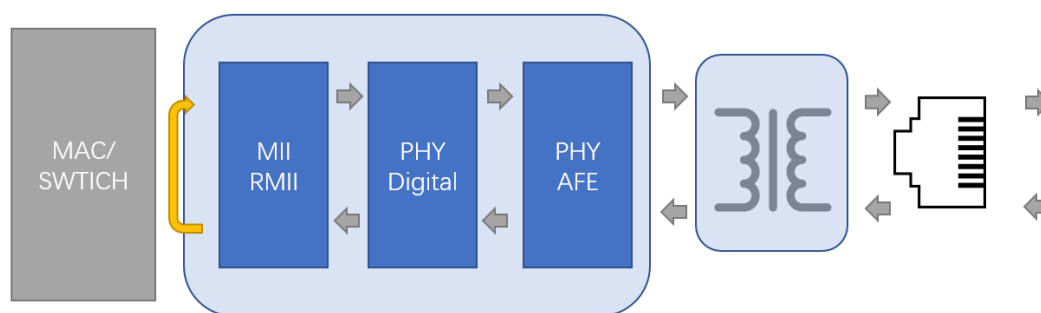 MAC/
SWTICH
MII
RMII
PHY
Digital
PHY
AFE